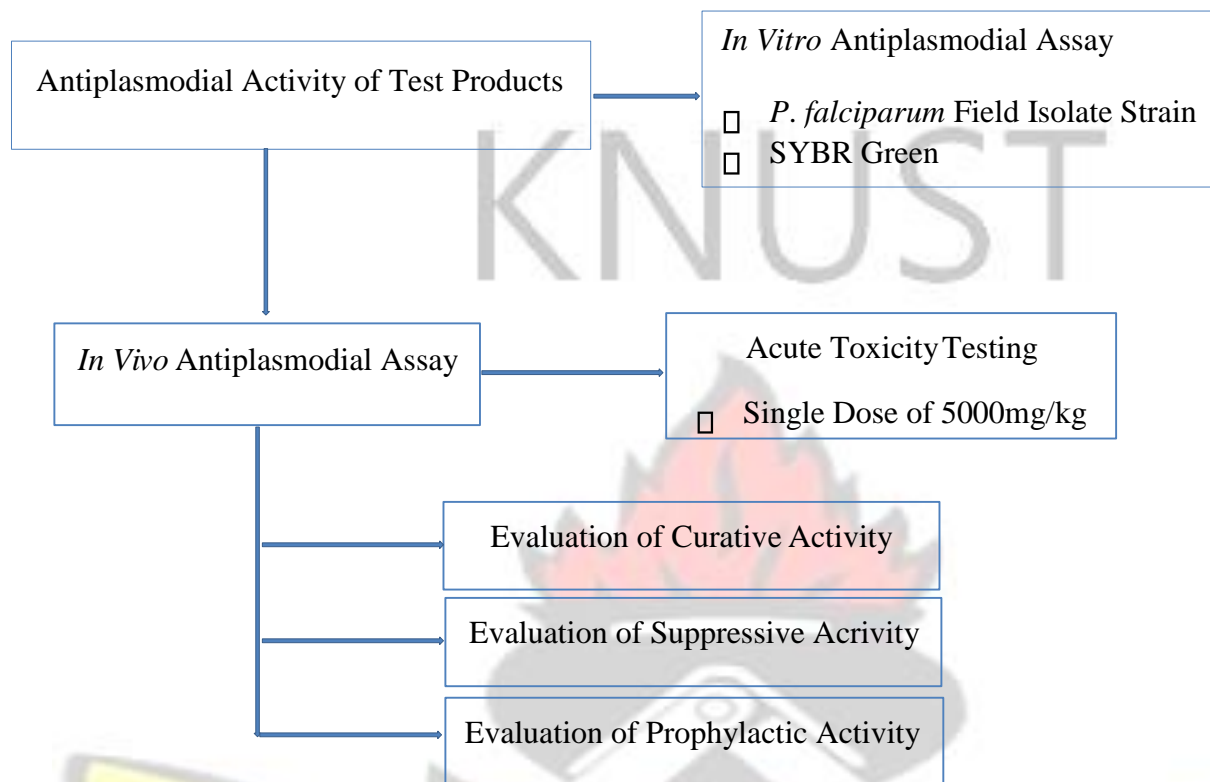 Antiplasmodial Activity of Test Products
In Vitro Antiplasmodial Assay
P. falciparum Field Isolate Strain
SYBR Green
KNUST
In Vivo Antiplasmodial Assay
Acute Toxicity Testing
Single Dose of 5000mg/kg
Evaluation of Curative Activity
Evaluation of Suppressive Acrivity
Evaluation of Prophylactic Activity